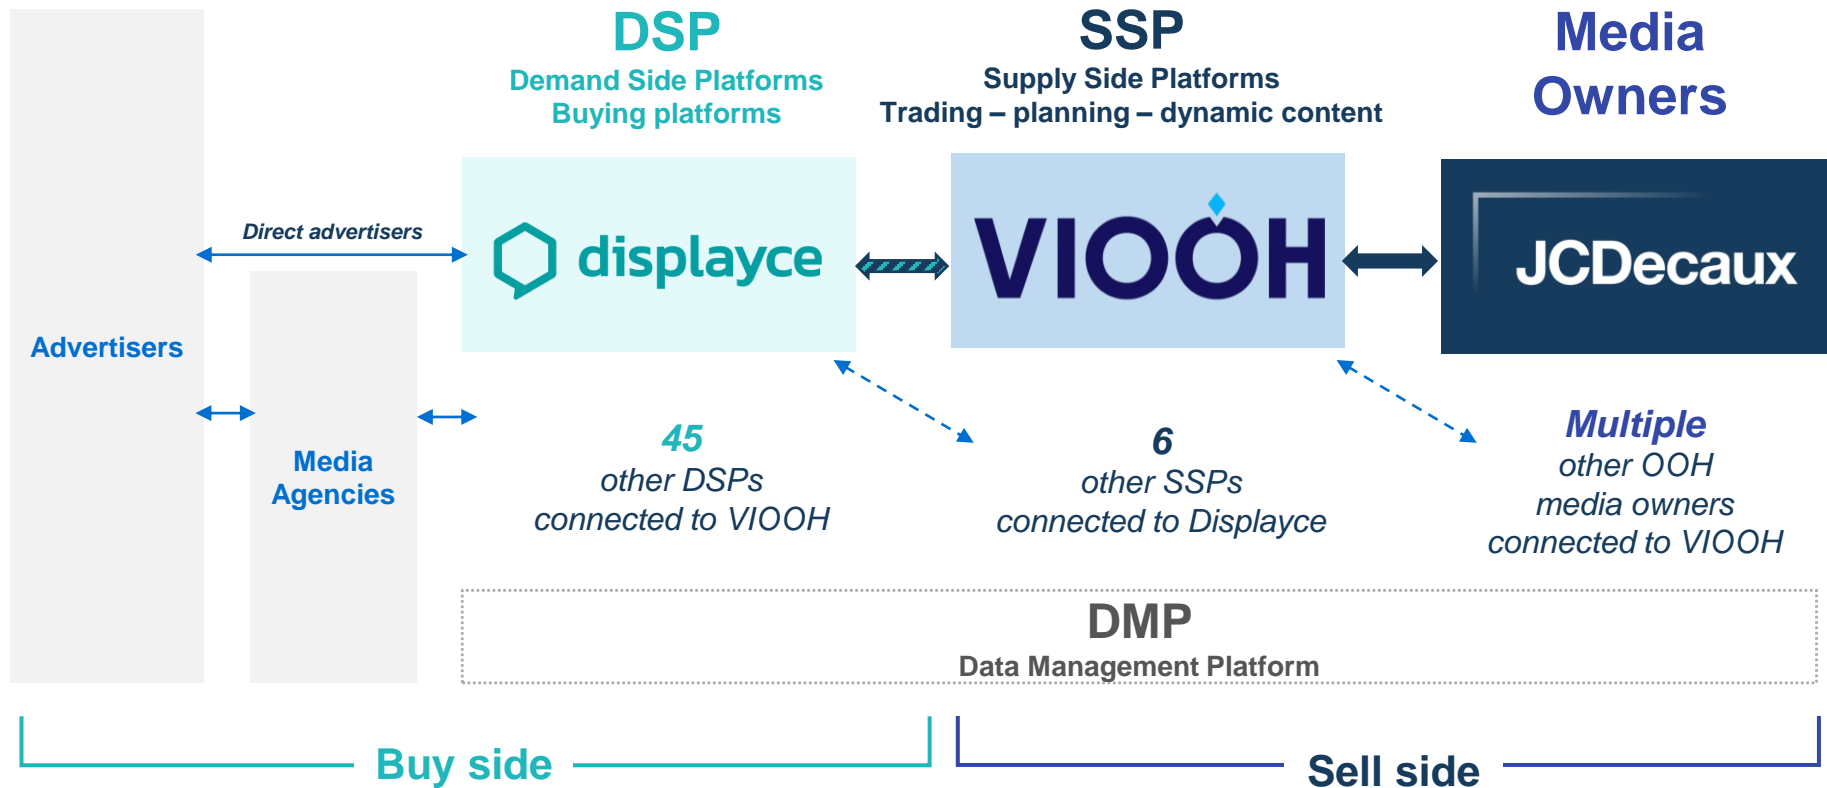 DSP
Demand Side Platforms
Buying platforms
SSP
Supply Side Platforms
Trading – planning – dynamic content
Media
Owners
Direct advertisers
displayce
VIOOH
JCDecaux
Advertisers
Media
Agencies
45
other DSPs
connected to VIOOH
6
other SSPs
connected to Displayce
Multiple
other OOH
media owners
connected to VIOOH
DMP
Data Management Platform
Buy side
Sell side